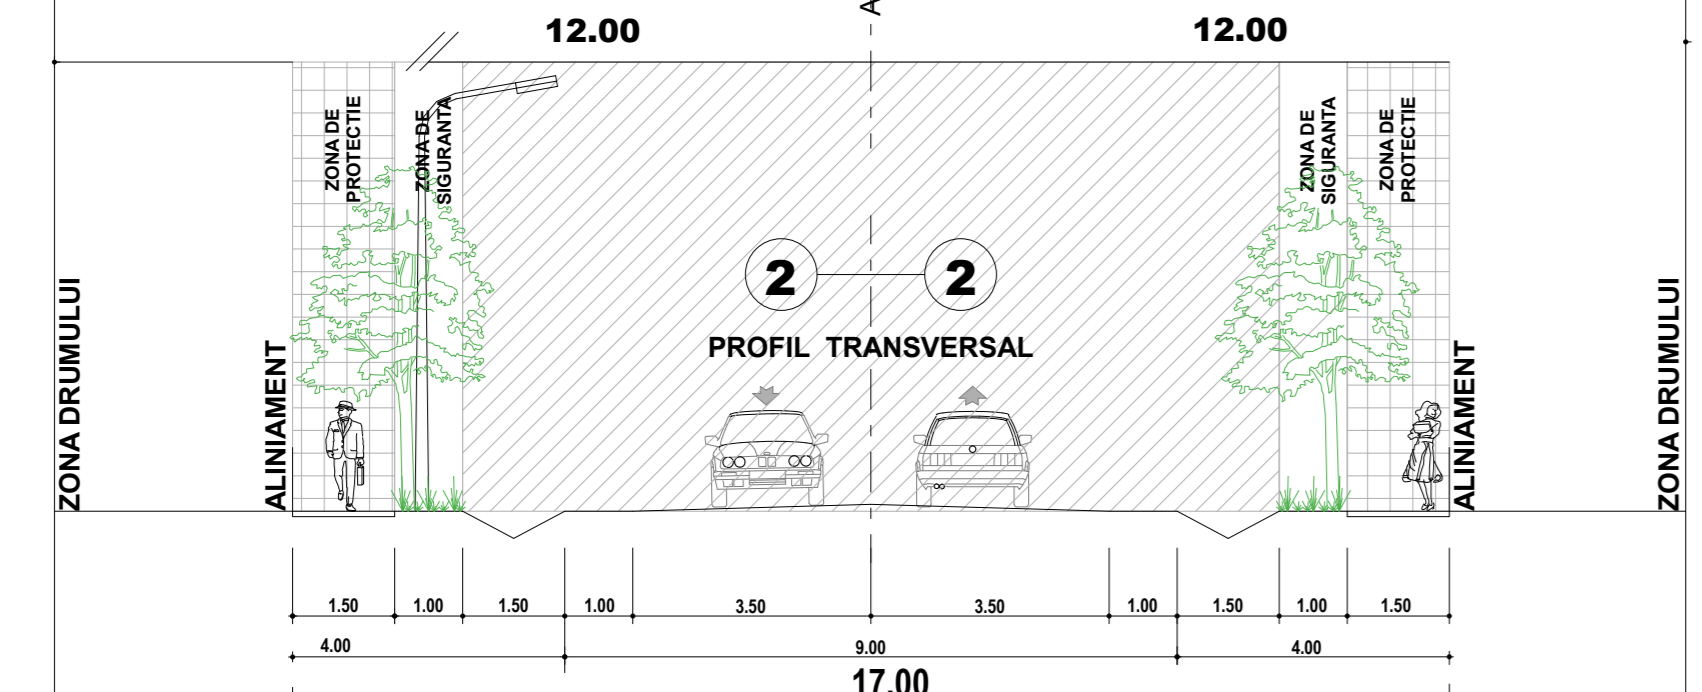 12.00
12.00
A
ZONA DE
PROTECTIE
ZONA DE
SIGURANTA
ZONA DE
SIGURANTA
ZONA DE
PROTECTIE
2
2
PROFIL TRANSVERSAL
ZONA DRUMULUI
ALINIAMENT
ALINIAMENT
ZONA DRUMULUI
1.50 1.00 1.50 1.00 3.50 3.50 1.00 1.50 1.00 1.50
4.00 9.00 4.00
17.00